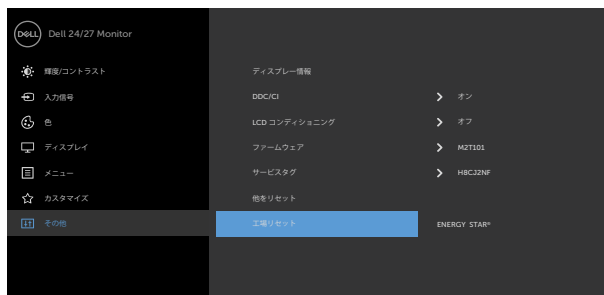 DELL Dell 24/27 Monitor
輝度/コントラスト
ディスプレー情報
入力信号
DDC/CI オン
色
LCD コンディショニング オフ
ディスプレイ
ファームウェア M2T101
メニュー
サービスタグ H8CJ2NF
カスタマイズ
他をリセット
その他
工場リセット ENERGY STAR®